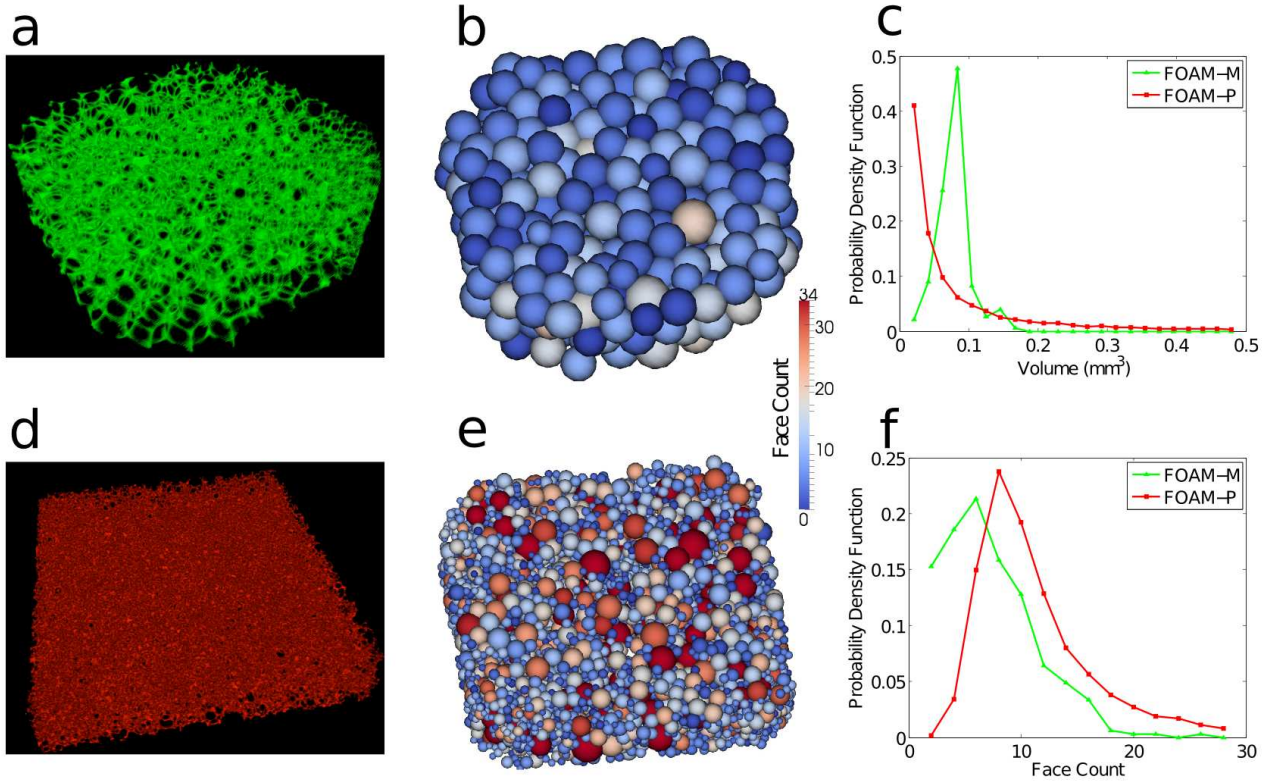 a
b
c
Probability Density Function
0.5
0.4
0.3
0.2
0.1
0
0
0.1
0.2
0.3
0.4
0.5
Volume (mm³)
FOAM−M
FOAM−P
Face Count
34
30
20
10
0
d
e
f
Probability Density Function
0.25
0.2
0.15
0.1
0.05
0
0
10
20
30
Face Count
FOAM−M
FOAM−P